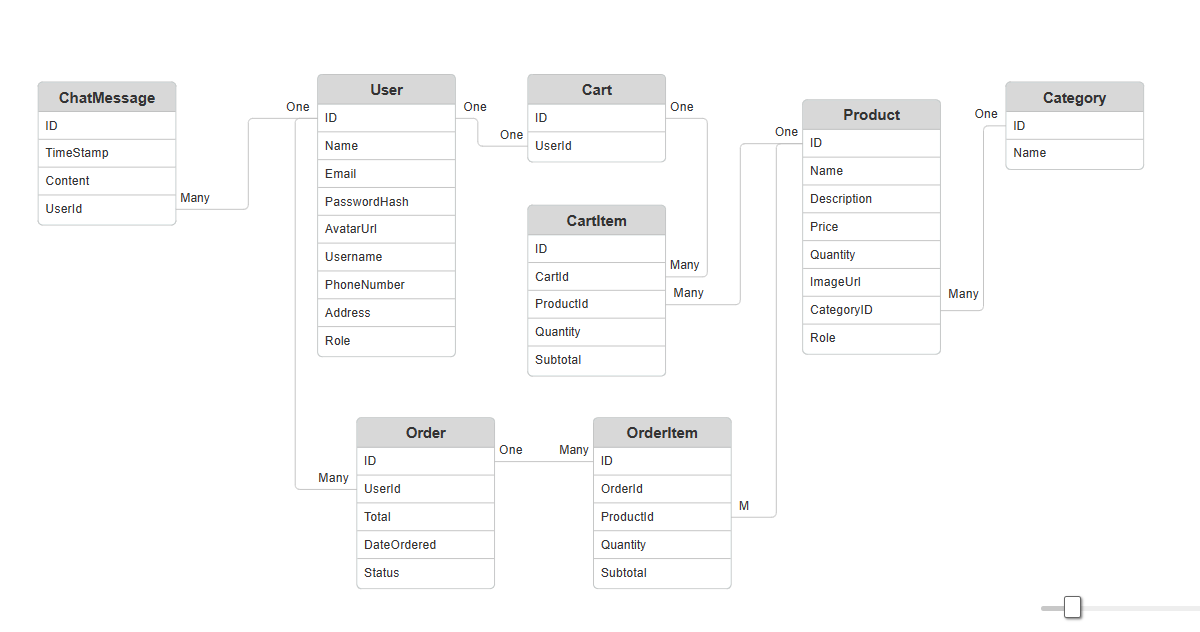 ChatMessage
ID
TimeStamp
Content
UserId
Many
One
User
ID
Name
Email
PasswordHash
AvatarUrl
Username
PhoneNumber
Address
Role
One
One
Cart
ID
UserId
One
CartItem
ID
CartId
ProductId
Quantity
Subtotal
Many
Many
One
Product
ID
Name
Description
Price
Quantity
ImageUrl
CategoryID
Role
Many
One
Category
ID
Name
Many
Order
ID
UserId
Total
DateOrdered
Status
One
Many
OrderItem
ID
OrderId
ProductId
Quantity
Subtotal
M